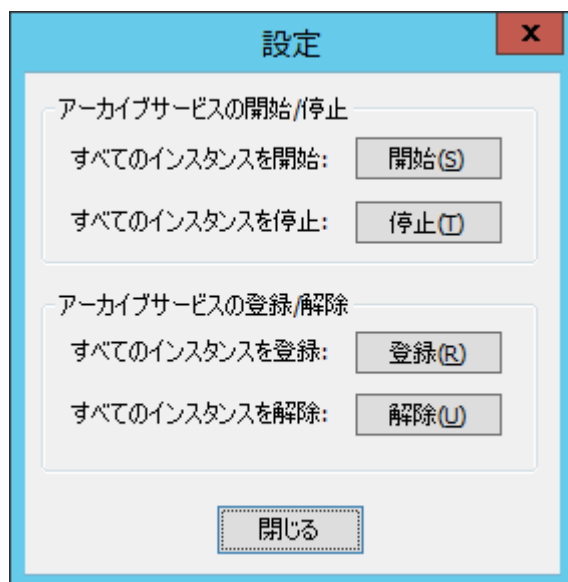 設定
x
アーカイブサービスの開始/停止
すべてのインスタンスを開始: 開始(S)
すべてのインスタンスを停止: 停止(T)
アーカイブサービスの登録/解除
すべてのインスタンスを登録: 登録(R)
すべてのインスタンスを解除: 解除(U)
閉じる